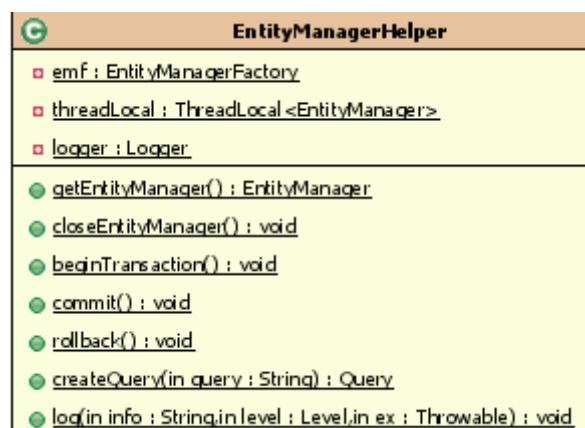 C EntityManagerHelper
emf : EntityManagerFactory
threadLocal : ThreadLocal<EntityManager>
logger : Logger
getEntityManager() : EntityManager
closeEntityManager() : void
beginTransaction() : void
commit() : void
rollback() : void
createQuery(in query : String) : Query
log(in info : String,in level : Level,in ex : Throwable) : void